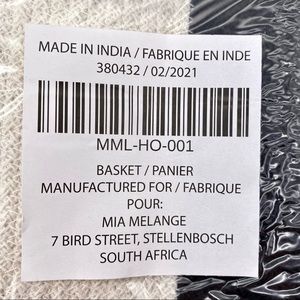 MADE IN INDIA / FABRIQUE EN INDE
380432 / 02/2021
MML-HO-001
BASKET / PANIER
MANUFACTURED FOR / FABRIQUE
POUR:
MIA MELANGE
7 BIRD STREET, STELLENBOSCH
SOUTH AFRICA